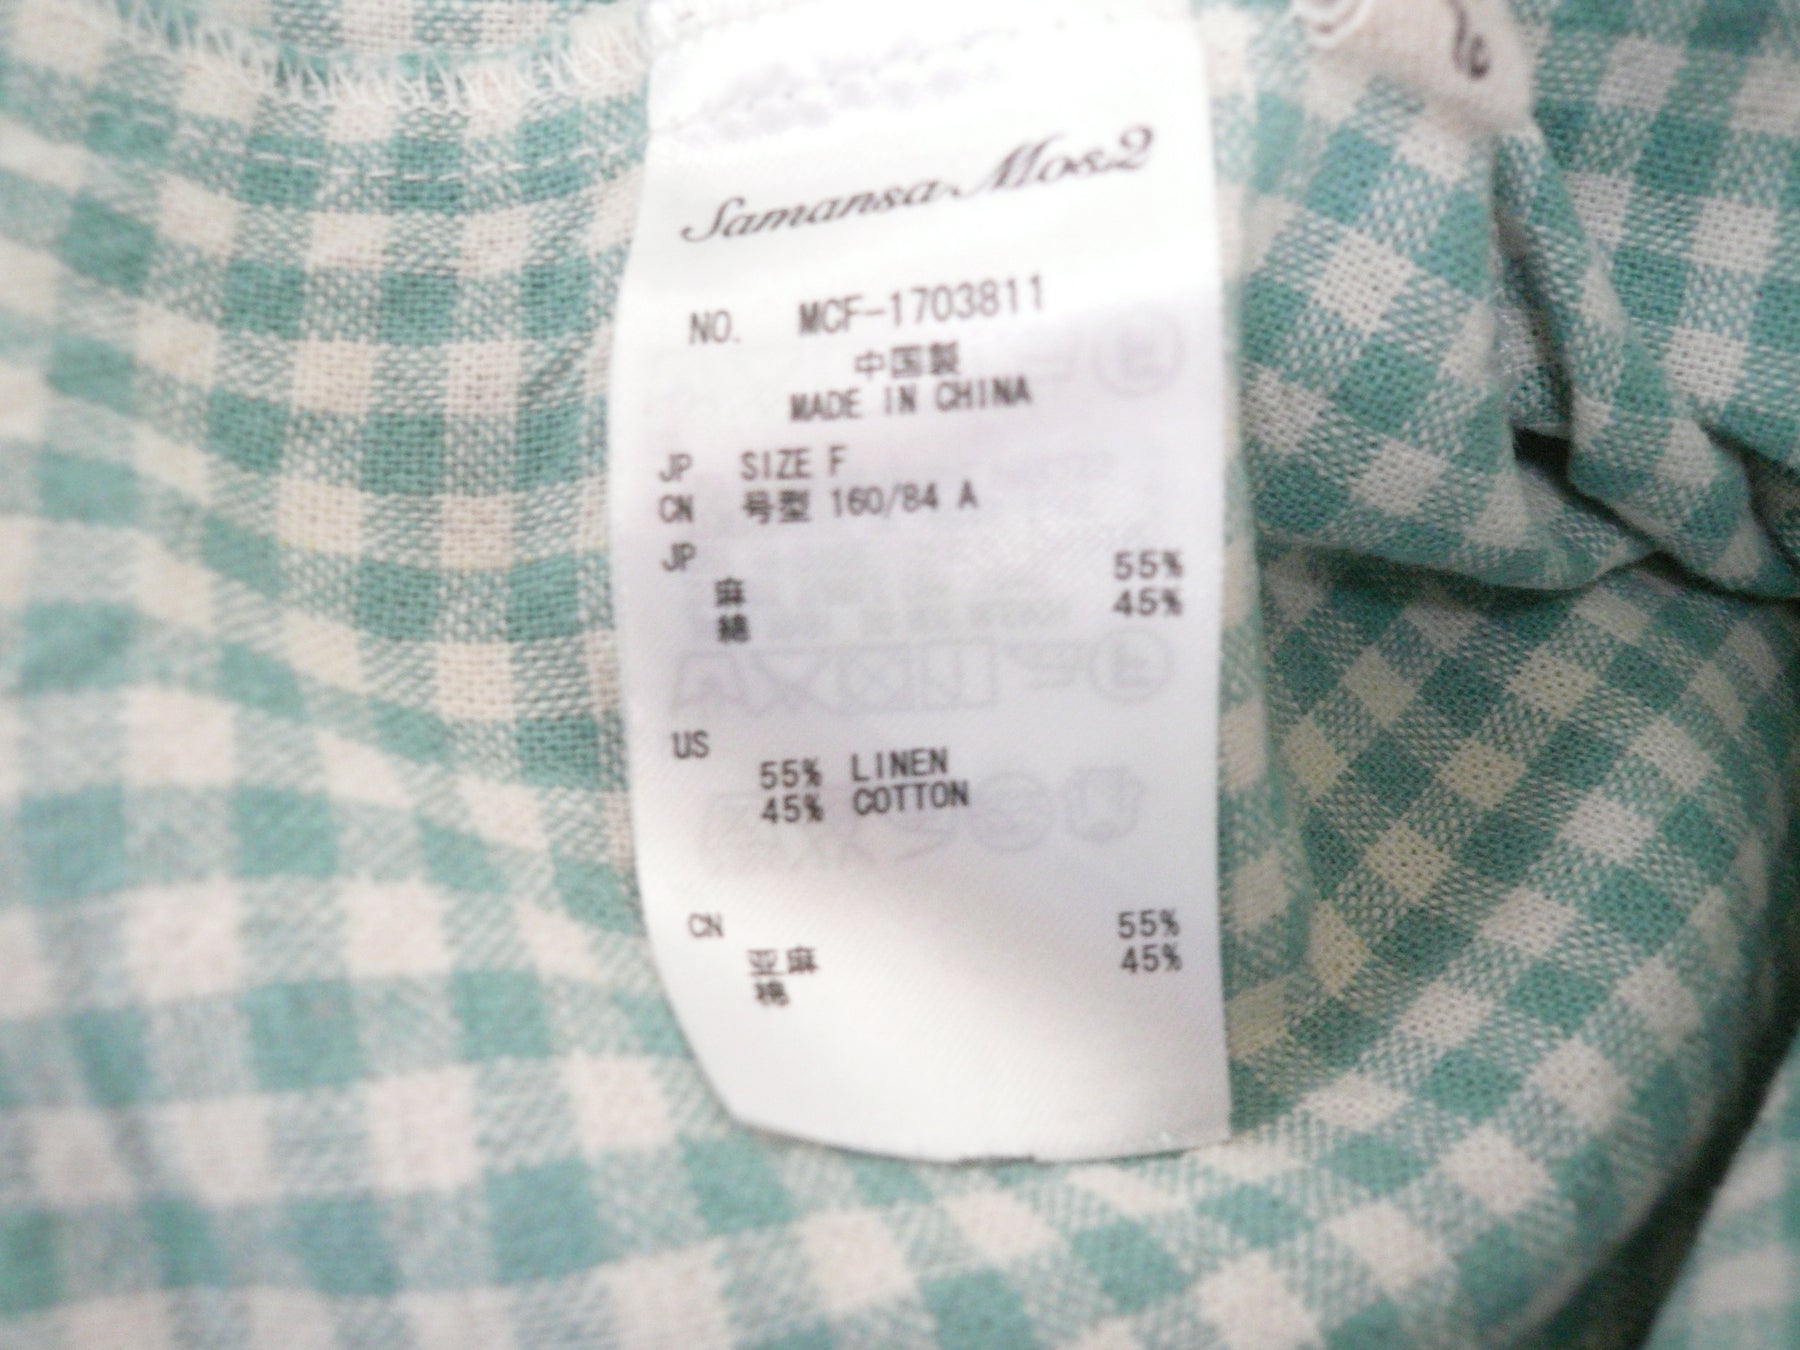 Samansa Mos2
NO. MCF-1703811
中国製
MADE IN CHINA
JP SIZE F
CN 号型 160/84 A
JP 55%
麻 45%
綿
US
55% LINEN
45% COTTON
CN 55%
亚麻 45%
棉